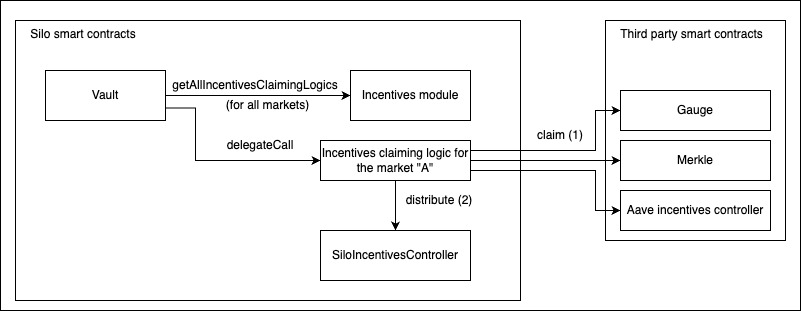 Silo smart contracts
Third party smart contracts
Vault
getAllIncentivesClaimingLogics
(for all markets)
Incentives module
Gauge
claim (1)
delegateCall
Incentives claiming logic for
the market "A"
Merkle
distribute (2)
Aave incentives controller
SiloIncentivesController